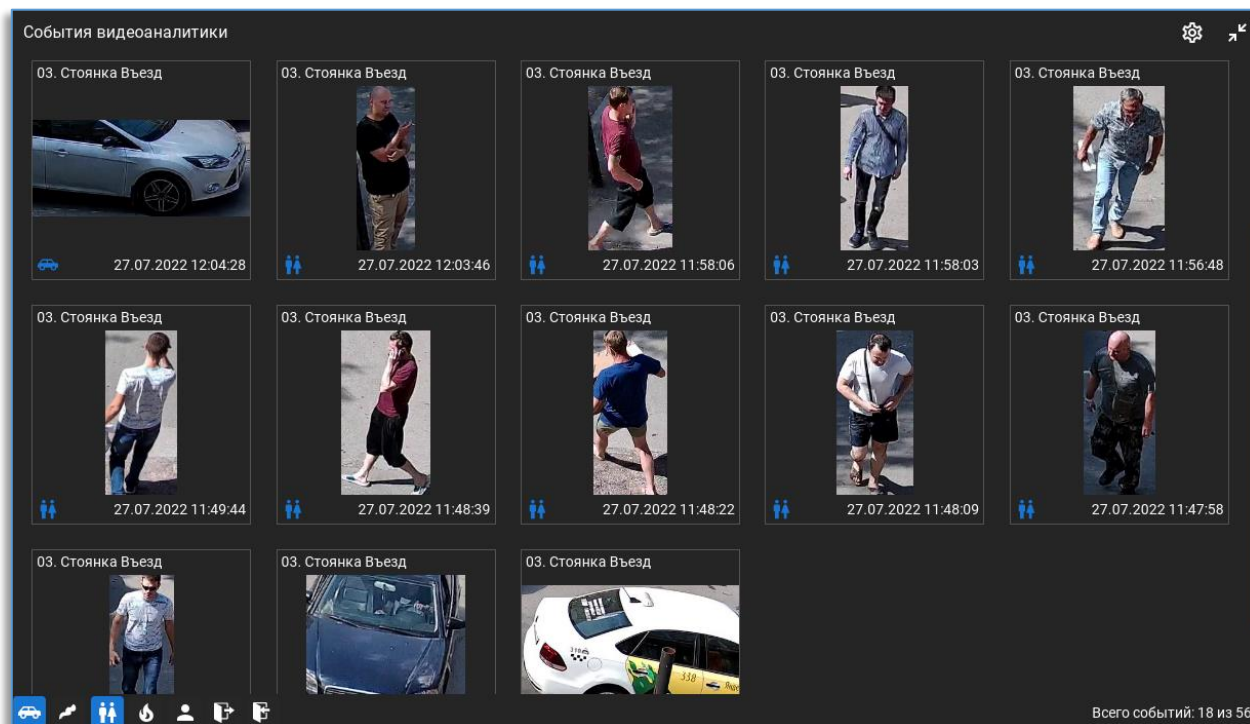 События видеоаналитики
03. Стоянка Въезд
27.07.2022 12:04:28
03. Стоянка Въезд
27.07.2022 12:03:46
03. Стоянка Въезд
27.07.2022 11:58:06
03. Стоянка Въезд
27.07.2022 11:58:03
03. Стоянка Въезд
27.07.2022 11:56:48
03. Стоянка Въезд
27.07.2022 11:49:44
03. Стоянка Въезд
27.07.2022 11:48:39
03. Стоянка Въезд
27.07.2022 11:48:22
03. Стоянка Въезд
27.07.2022 11:48:09
03. Стоянка Въезд
27.07.2022 11:47:58
03. Стоянка Въезд
03. Стоянка Въезд
03. Стоянка Въезд
338
Всего событий: 18 из 56